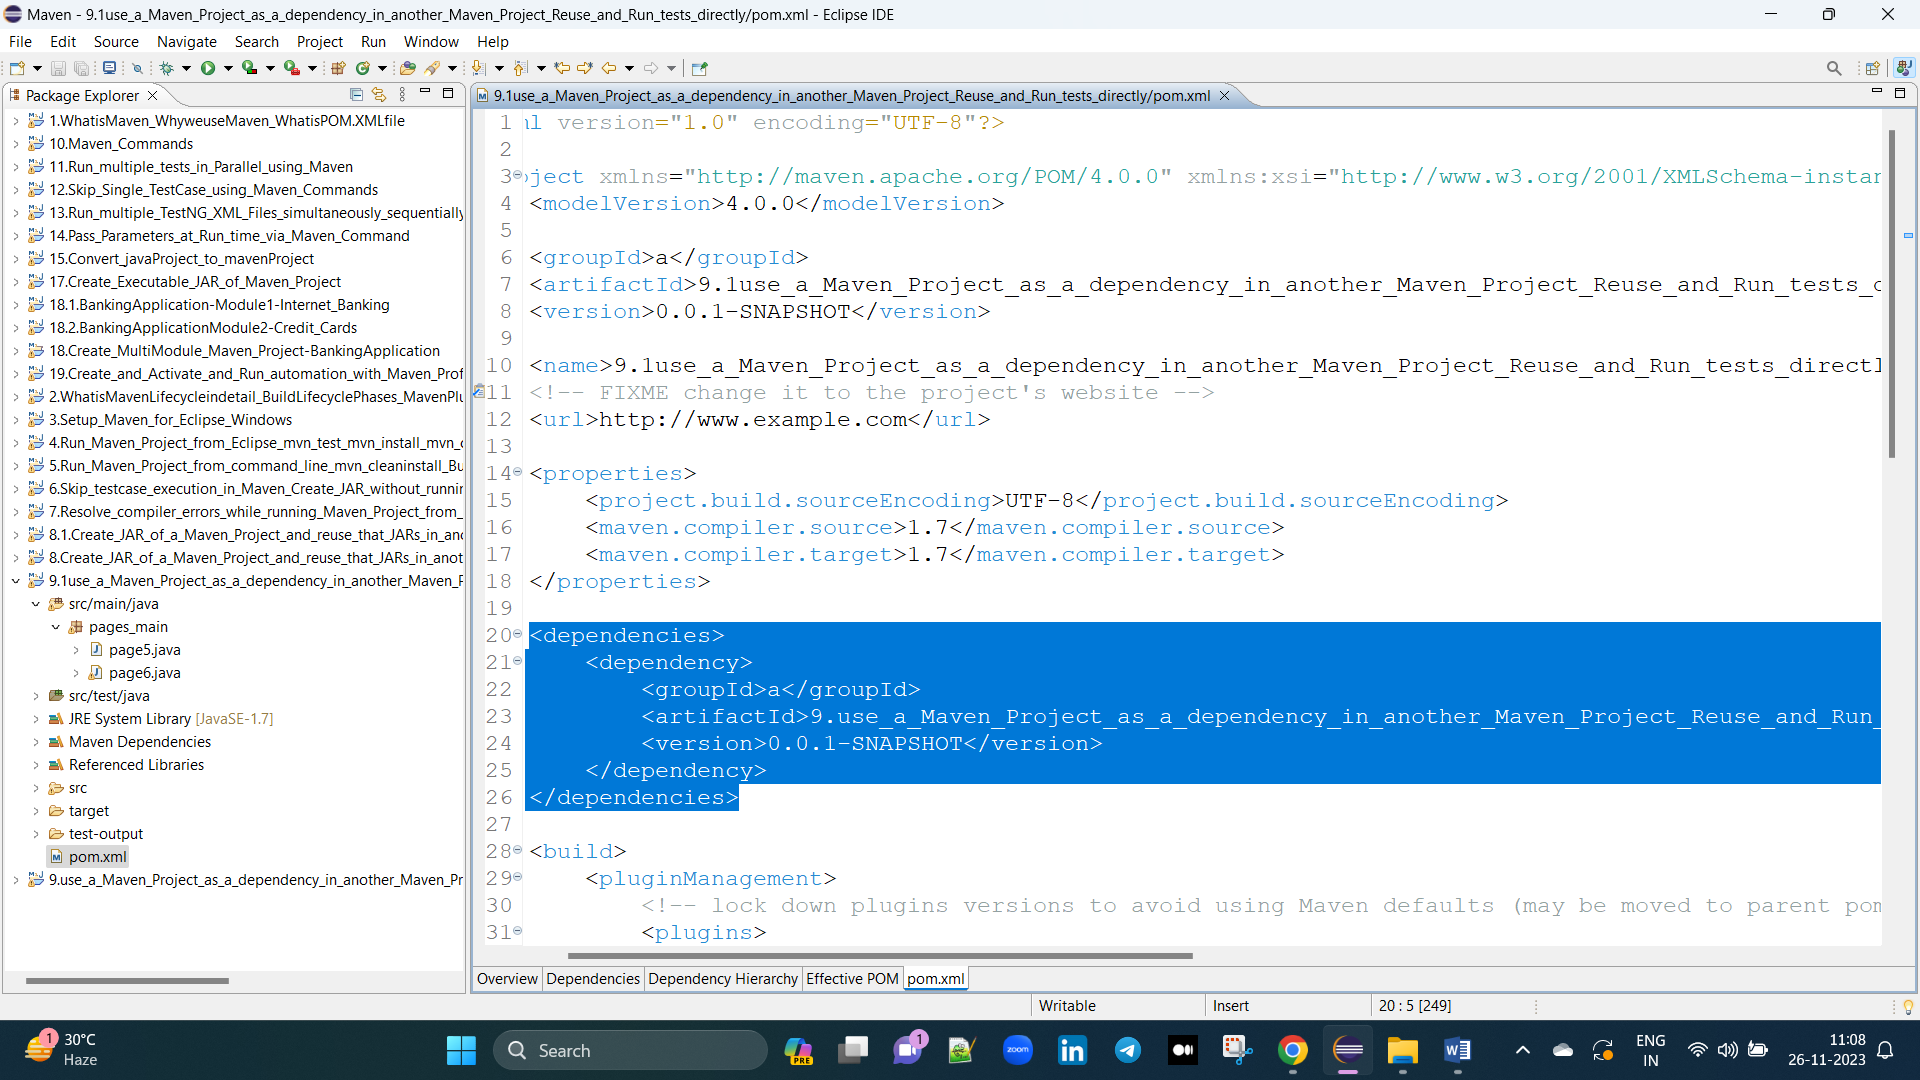 Maven - 9.1use_a_Maven_Project_as_a_dependency_in_another_Maven_Project_Reuse_and_Run_tests_directly/pom.xml - Eclipse IDE
File Edit Source Navigate Search Project Run Window Help
Package Explorer
1.WhatisMaven_WhyweuseMaven_WhatisPOM.XMLfile
10.Maven_Commands
11.Run_multiple_tests_in_Parallel_using_Maven
12.Skip_Single_TestCase_using_Maven_Commands
13.Run_multiple_TestNG_XML_Files_simultaneously_sequentially
14.Pass_Parameters_at_Run_time_via_Maven_Command
15.Convert_javaProject_to_mavenProject
17.Create_Executable_JAR_of_Maven_Project
18.1.BankingApplication-Module1-Internet_Banking
18.2.BankingApplicationModule2-Credit_Cards
18.Create_MultiModule_Maven_Project-BankingApplication
19.Create_and_Activate_and_Run_automation_with_Maven_Prof
2.WhatisMavenLifecycleindetail_BuildLifecyclePhases_MavenPlu
3.Setup_Maven_for_Eclipse_Windows
4.Run_Maven_Project_from_Eclipse_mvn_test_mvn_install_mvn_c
5.Run_Maven_Project_from_command_line_mvn_cleaninstall_Bu
6.Skip_testcase_execution_in_Maven_Create_JAR_without_runnin
7.Resolve_compiler_errors_while_running_Maven_Project_from_
8.1.Create_JAR_of_a_Maven_Project_and_reuse_that_JARs_in_ano
8.Create_JAR_of_a_Maven_Project_and_reuse_that_JARs_in_anot
9.1use_a_Maven_Project_as_a_dependency_in_another_Maven_P
src/main/java
pages_main
page5.java
page6.java
src/test/java
JRE System Library [JavaSE-1.7]
Maven Dependencies
Referenced Libraries
src
target
test-output
pom.xml
9.use_a_Maven_Project_as_a_dependency_in_another_Maven_Pr
9.1use_a_Maven_Project_as_a_dependency_in_another_Maven_Project_Reuse_and_Run_tests_directly/pom.xml
1 ml version="1.0" encoding="UTF-8"?>
2
3 oject xmlns="http://maven.apache.org/POM/4.0.0" xmlns:xsi="http://www.w3.org/2001/XMLSchema-instan
4 <modelVersion>4.0.0</modelVersion>
5
6 <groupId>a</groupId>
7 <artifactId>9.1use_a_Maven_Project_as_a_dependency_in_another_Maven_Project_Reuse_and_Run_tests_d
8 <version>0.0.1-SNAPSHOT</version>
9
10 <name>9.1use_a_Maven_Project_as_a_dependency_in_another_Maven_Project_Reuse_and_Run_tests_directl
11 <!-- FIXME change it to the project's website -->
12 <url>http://www.example.com</url>
13
14 <properties>
15 <project.build.sourceEncoding>UTF-8</project.build.sourceEncoding>
16 <maven.compiler.source>1.7</maven.compiler.source>
17 <maven.compiler.target>1.7</maven.compiler.target>
18 </properties>
19
20 <dependencies>
21 <dependency>
22 <groupId>a</groupId>
23 <artifactId>9.use_a_Maven_Project_as_a_dependency_in_another_Maven_Project_Reuse_and_Run_
24 <version>0.0.1-SNAPSHOT</version>
25 </dependency>
26 </dependencies>
27
28 <build>
29 <pluginManagement>
30 <!-- lock down plugins versions to avoid using Maven defaults (may be moved to parent pom
31 <plugins>
Overview Dependencies Dependency Hierarchy Effective POM pom.xml
Writable Insert 20 : 5 [249]
1 30°C
Haze
Search
PRE
1
zoom
ENG
IN
11:08
26-11-2023